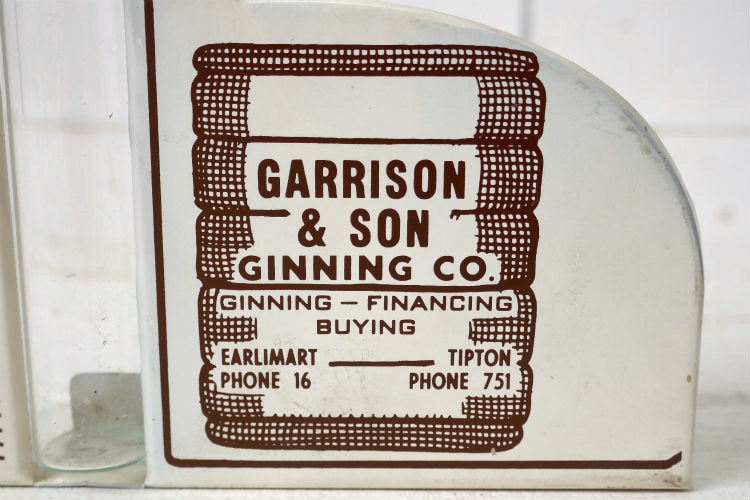 GARRISON
& SON
GINNING CO.
GINNING — FINANCING
BUYING
EARLIMART — TIPTON
PHONE 16 PHONE 751